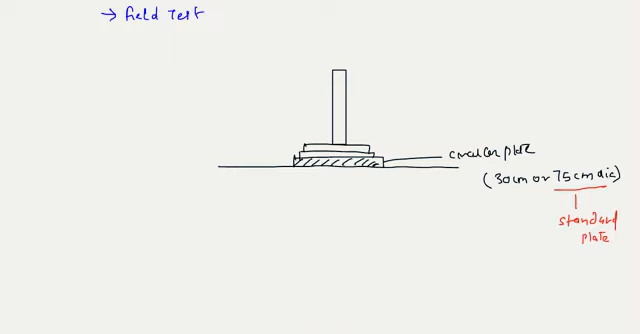 → Field Test
circular plate
(30cm or 75cm dia)
standard
plate